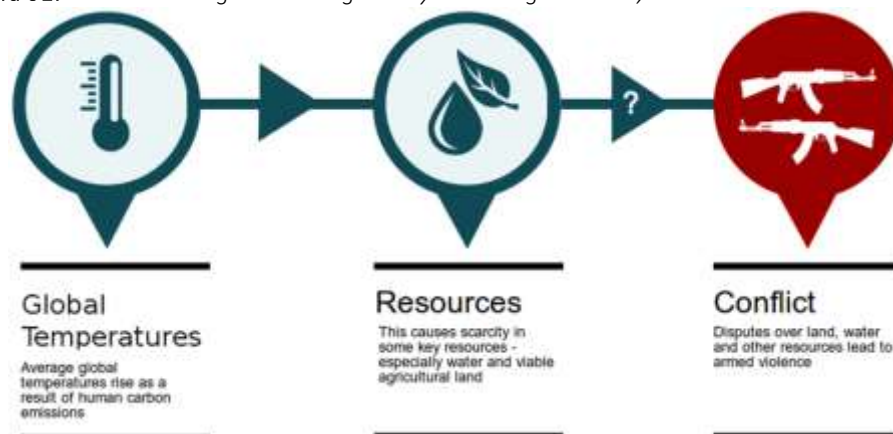 ?
Global
Temperatures
Average global
temperatures rise as a
result of human carbon
emissions
Resources
This causes scarcity in
some key resources -
especially water and viable
agricultural land
Conflict
Disputes over land, water
and other resources lead to
armed violence